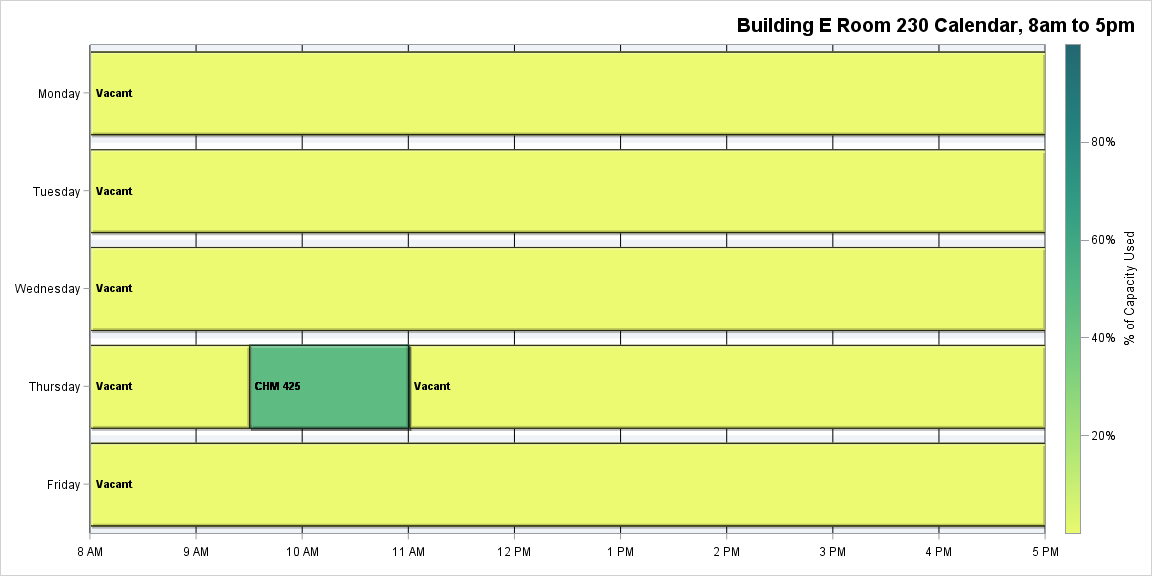 Building E Room 230 Calendar, 8am to 5pm
Monday
Vacant
Tuesday
Vacant
Wednesday
Vacant
Thursday
Vacant
CHM 425
Vacant
Friday
Vacant
8 AM
9 AM
10 AM
11 AM
12 PM
1 PM
2 PM
3 PM
4 PM
5 PM
80%
60%
40%
20%
% of Capacity Used